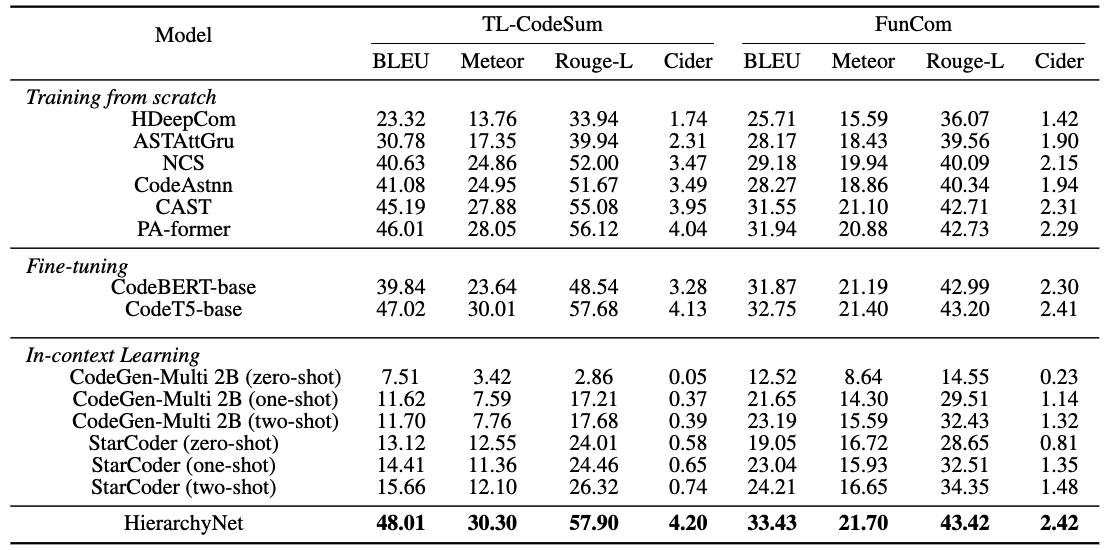 Model TL-CodeSum FunCom
BLEU Meteor Rouge-L Cider BLEU Meteor Rouge-L Cider
Training from scratch
HDeepCom 23.32 13.76 33.94 1.74 25.71 15.59 36.07 1.42
ASTAttGru 30.78 17.35 39.94 2.31 28.17 18.43 39.56 1.90
NCS 40.63 24.86 52.00 3.47 29.18 19.94 40.09 2.15
CodeAstnn 41.08 24.95 51.67 3.49 28.27 18.86 40.34 1.94
CAST 45.19 27.88 55.08 3.95 31.55 21.10 42.71 2.31
PA-former 46.01 28.05 56.12 4.04 31.94 20.88 42.73 2.29
Fine-tuning
CodeBERT-base 39.84 23.64 48.54 3.28 31.87 21.19 42.99 2.30
CodeT5-base 47.02 30.01 57.68 4.13 32.75 21.40 43.20 2.41
In-context Learning
CodeGen-Multi 2B (zero-shot) 7.51 3.42 2.86 0.05 12.52 8.64 14.55 0.23
CodeGen-Multi 2B (one-shot) 11.62 7.59 17.21 0.37 21.65 14.30 29.51 1.14
CodeGen-Multi 2B (two-shot) 11.70 7.76 17.68 0.39 23.19 15.59 32.43 1.32
StarCoder (zero-shot) 13.12 12.55 24.01 0.58 19.05 16.72 28.65 0.81
StarCoder (one-shot) 14.41 11.36 24.46 0.65 23.04 15.93 32.51 1.35
StarCoder (two-shot) 15.66 12.10 26.32 0.74 24.21 16.65 34.35 1.48
HierarchyNet 48.01 30.30 57.90 4.20 33.43 21.70 43.42 2.42